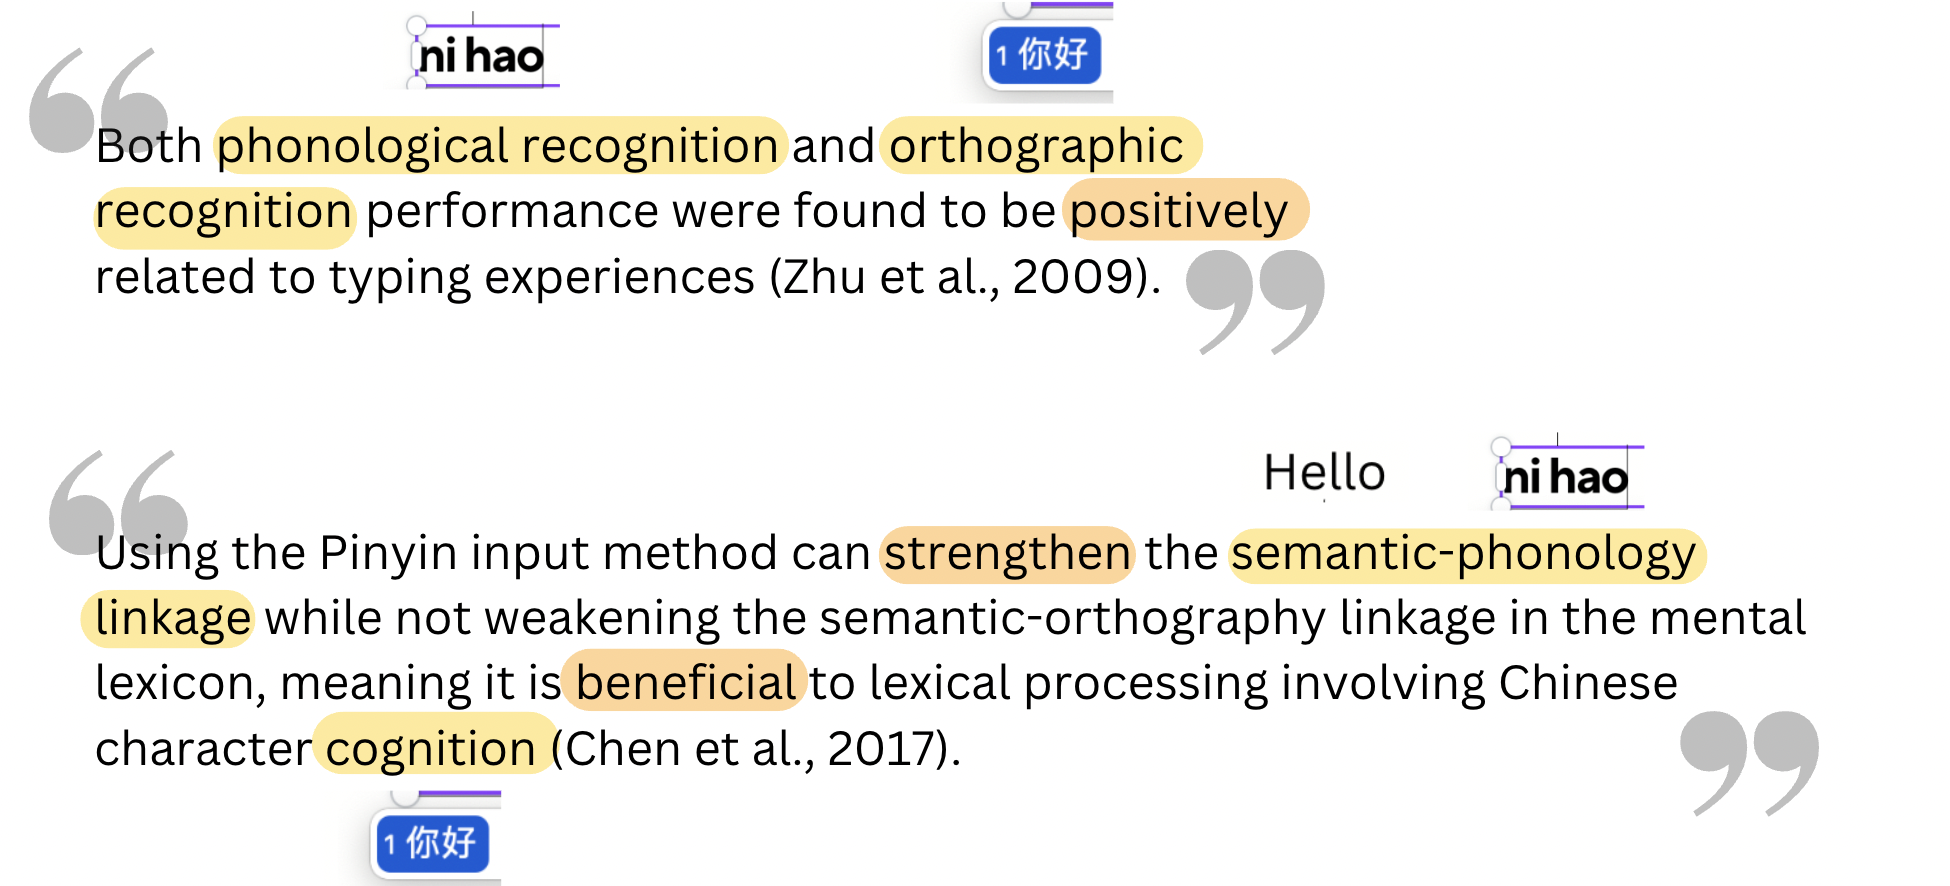 ni hao
1 你好
Both phonological recognition and orthographic
recognition performance were found to be positively
related to typing experiences (Zhu et al., 2009).
Hello
ni hao
Using the Pinyin input method can strengthen the semantic-phonology
linkage while not weakening the semantic-orthography linkage in the mental
lexicon, meaning it is beneficial to lexical processing involving Chinese
character cognition (Chen et al., 2017).
1 你好